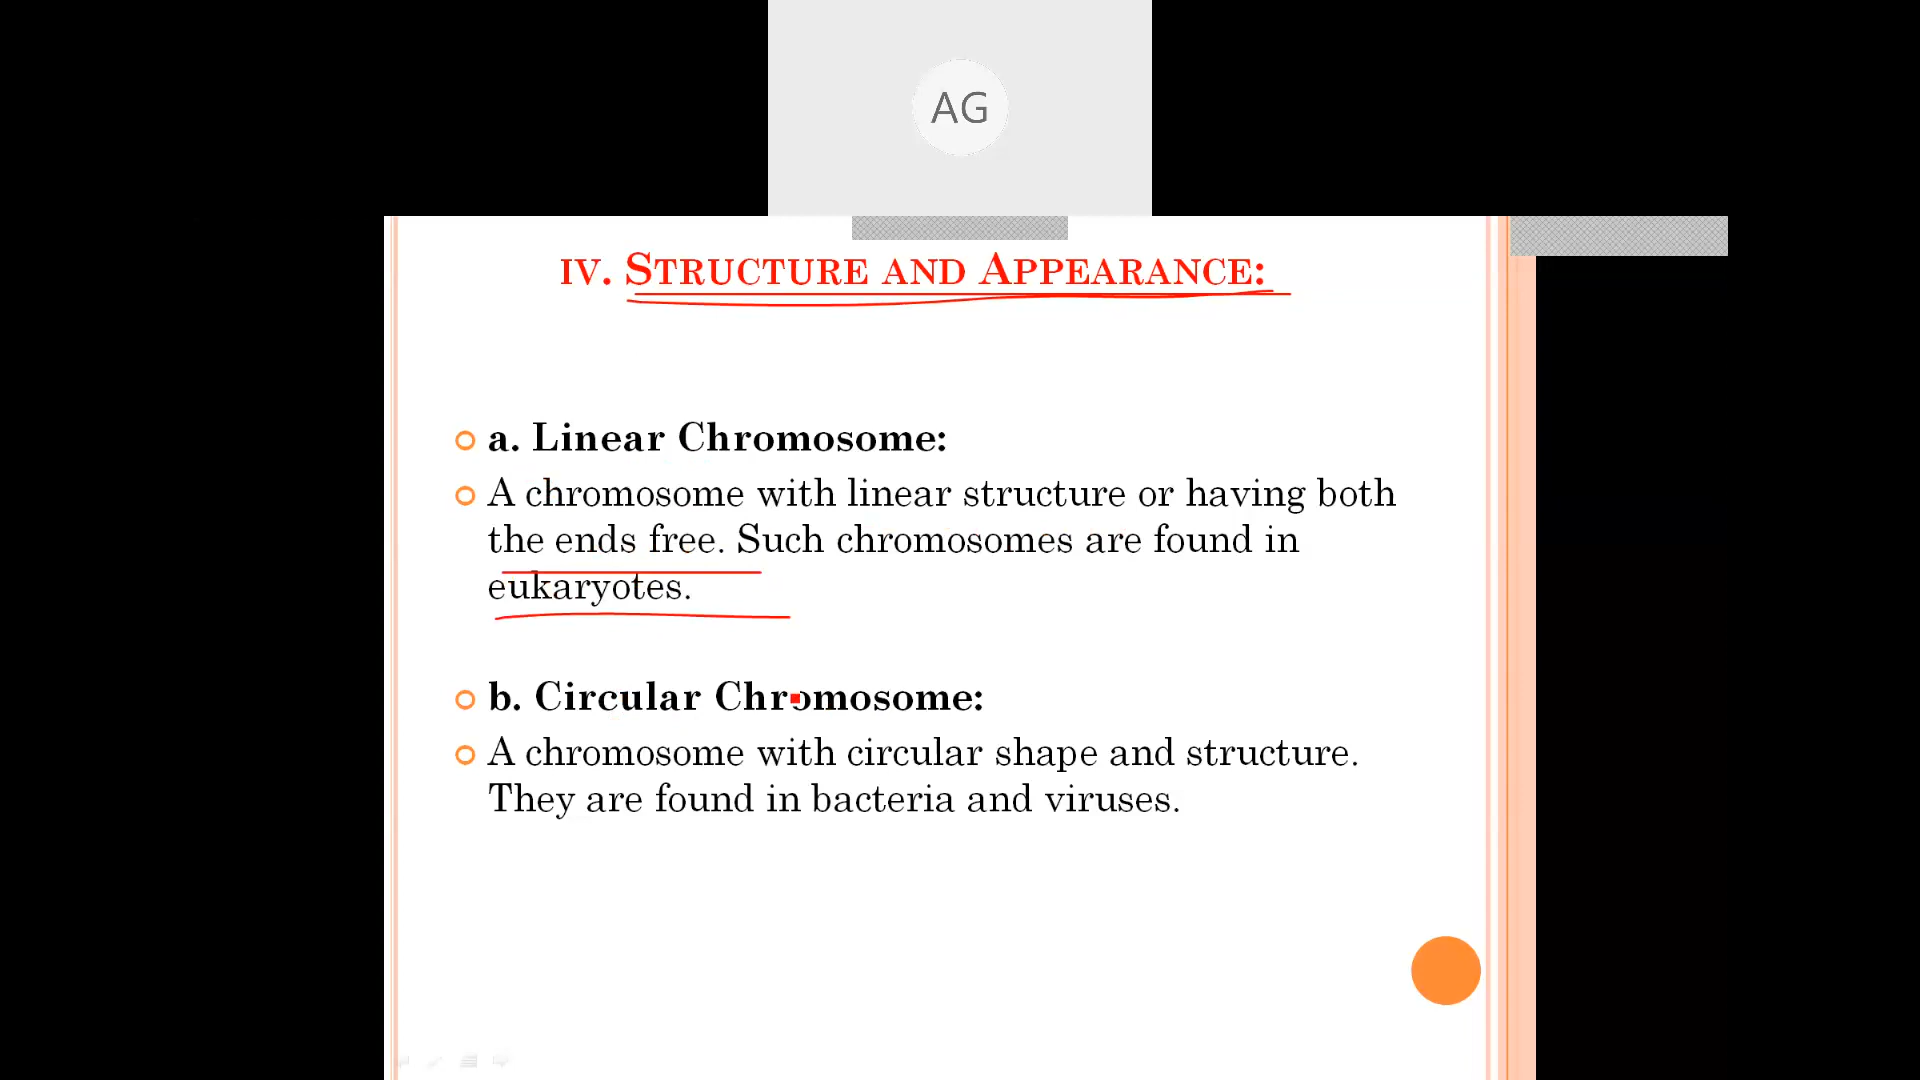 AG
IV. STRUCTURE AND APPEARANCE:
a. Linear Chromosome:
A chromosome with linear structure or having both
the ends free. Such chromosomes are found in
eukaryotes.
b. Circular Chromosome:
A chromosome with circular shape and structure.
They are found in bacteria and viruses.